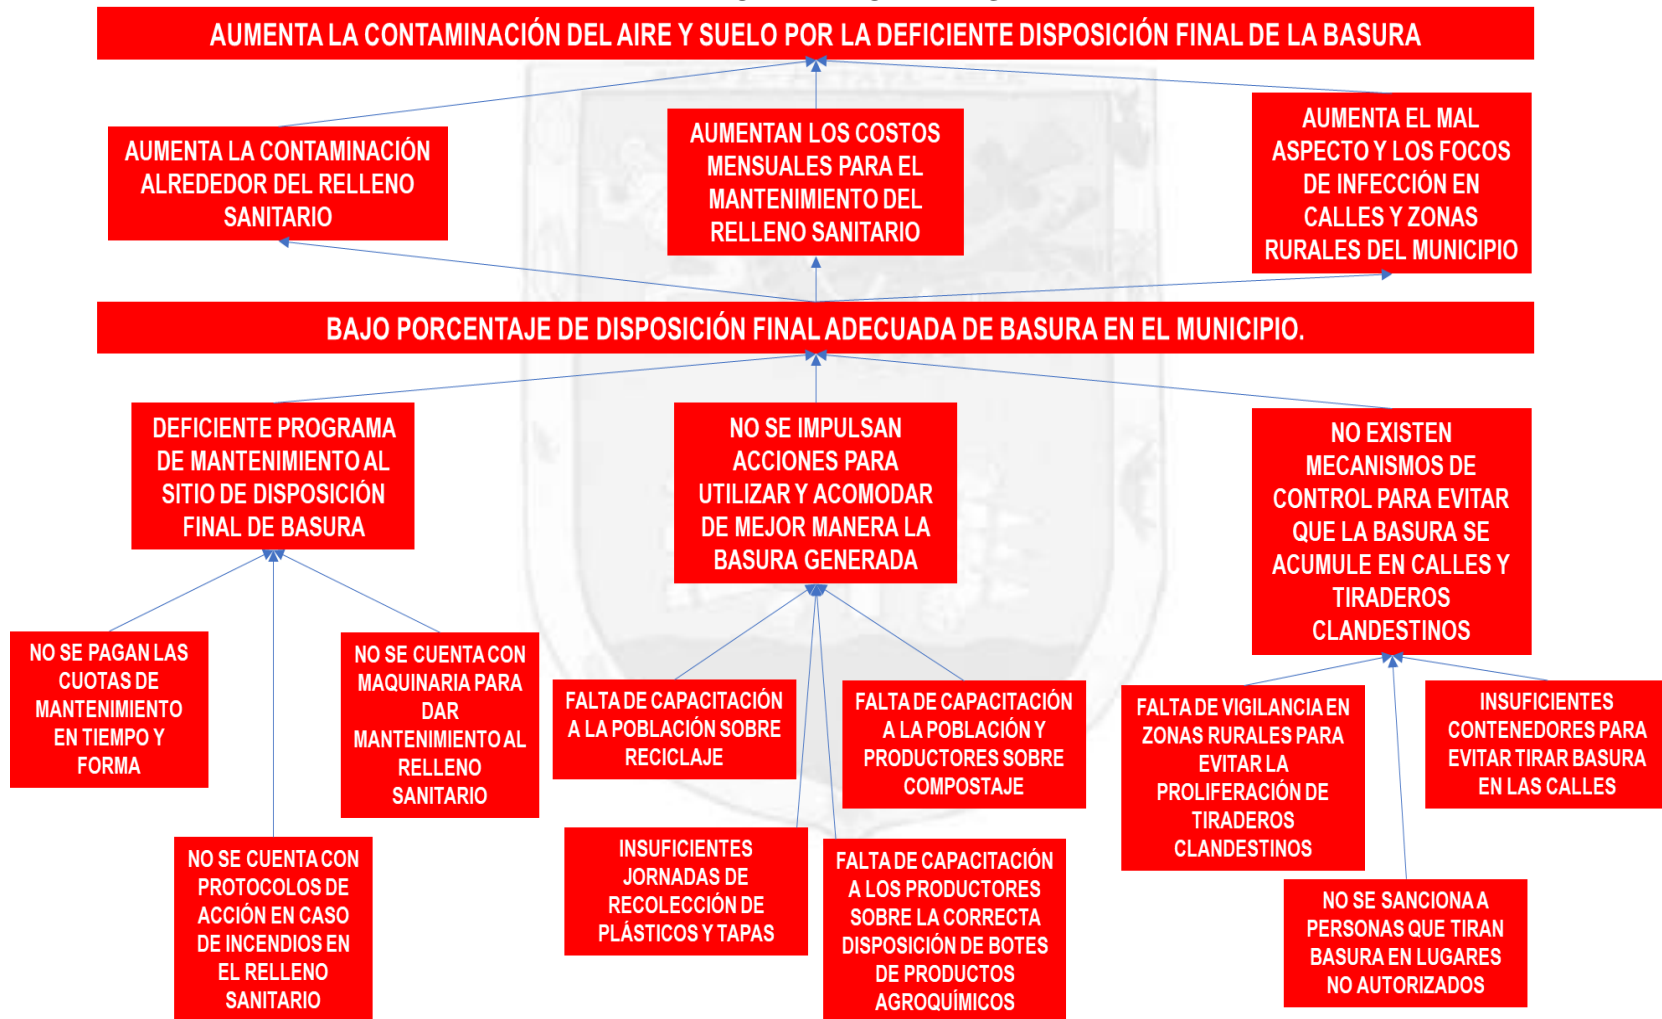 AUMENTA LA CONTAMINACIÓN DEL AIRE Y SUELO POR LA DEFICIENTE DISPOSICIÓN FINAL DE LA BASURA
AUMENTA LA CONTAMINACIÓN
ALREDEDOR DEL RELLENO
SANITARIO
AUMENTAN LOS COSTOS
MENSUALES PARA EL
MANTENIMIENTO DEL
RELLENO SANITARIO
AUMENTA EL MAL
ASPECTO Y LOS FOCOS
DE INFECCIÓN EN
CALLES Y ZONAS
RURALES DEL MUNICIPIO
BAJO PORCENTAJE DE DISPOSICIÓN FINAL ADECUADA DE BASURA EN EL MUNICIPIO.
DEFICIENTE PROGRAMA
DE MANTENIMIENTO AL
SITIO DE DISPOSICIÓN
FINAL DE BASURA
NO SE IMPULSAN
ACCIONES PARA
UTILIZAR Y ACOMODAR
DE MEJOR MANERA LA
BASURA GENERADA
NO EXISTEN
MECANISMOS DE
CONTROL PARA EVITAR
QUE LA BASURA SE
ACUMULE EN CALLES Y
TIRADEROS
CLANDESTINOS
NO SE PAGAN LAS
CUOTAS DE
MANTENIMIENTO
EN TIEMPO Y
FORMA
NO SE CUENTA CON
MAQUINARIA PARA
DAR
MANTENIMIENTO AL
RELLENO
SANITARIO
FALTA DE CAPACITACIÓN
A LA POBLACIÓN SOBRE
RECICLAJE
FALTA DE CAPACITACIÓN
A LA POBLACIÓN Y
PRODUCTORES SOBRE
COMPOSTAJE
FALTA DE VIGILANCIA EN
ZONAS RURALES PARA
EVITAR LA
PROLIFERACIÓN DE
TIRADEROS
CLANDESTINOS
INSUFICIENTES
CONTENEDORES PARA
EVITAR TIRAR BASURA
EN LAS CALLES
NO SE CUENTA CON
PROTOCOLOS DE
ACCIÓN EN CASO
DE INCENDIOS EN
EL RELLENO
SANITARIO
INSUFICIENTES
JORNADAS DE
RECOLECCIÓN DE
PLÁSTICOS Y TAPAS
FALTA DE CAPACITACIÓN
A LOS PRODUCTORES
SOBRE LA CORRECTA
DISPOSICIÓN DE BOTES
DE PRODUCTOS
AGROQUÍMICOS
NO SE SANCIONA A
PERSONAS QUE TIRAN
BASURA EN LUGARES
NO AUTORIZADOS